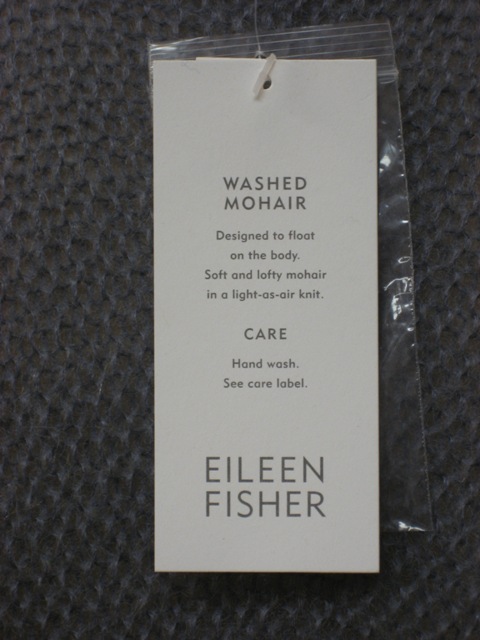 WASHED
MOHAIR
Designed to float
on the body.
Soft and lofty mohair
in a light-as-air knit.
CARE
Hand wash.
See care label.
EILEEN
FISHER